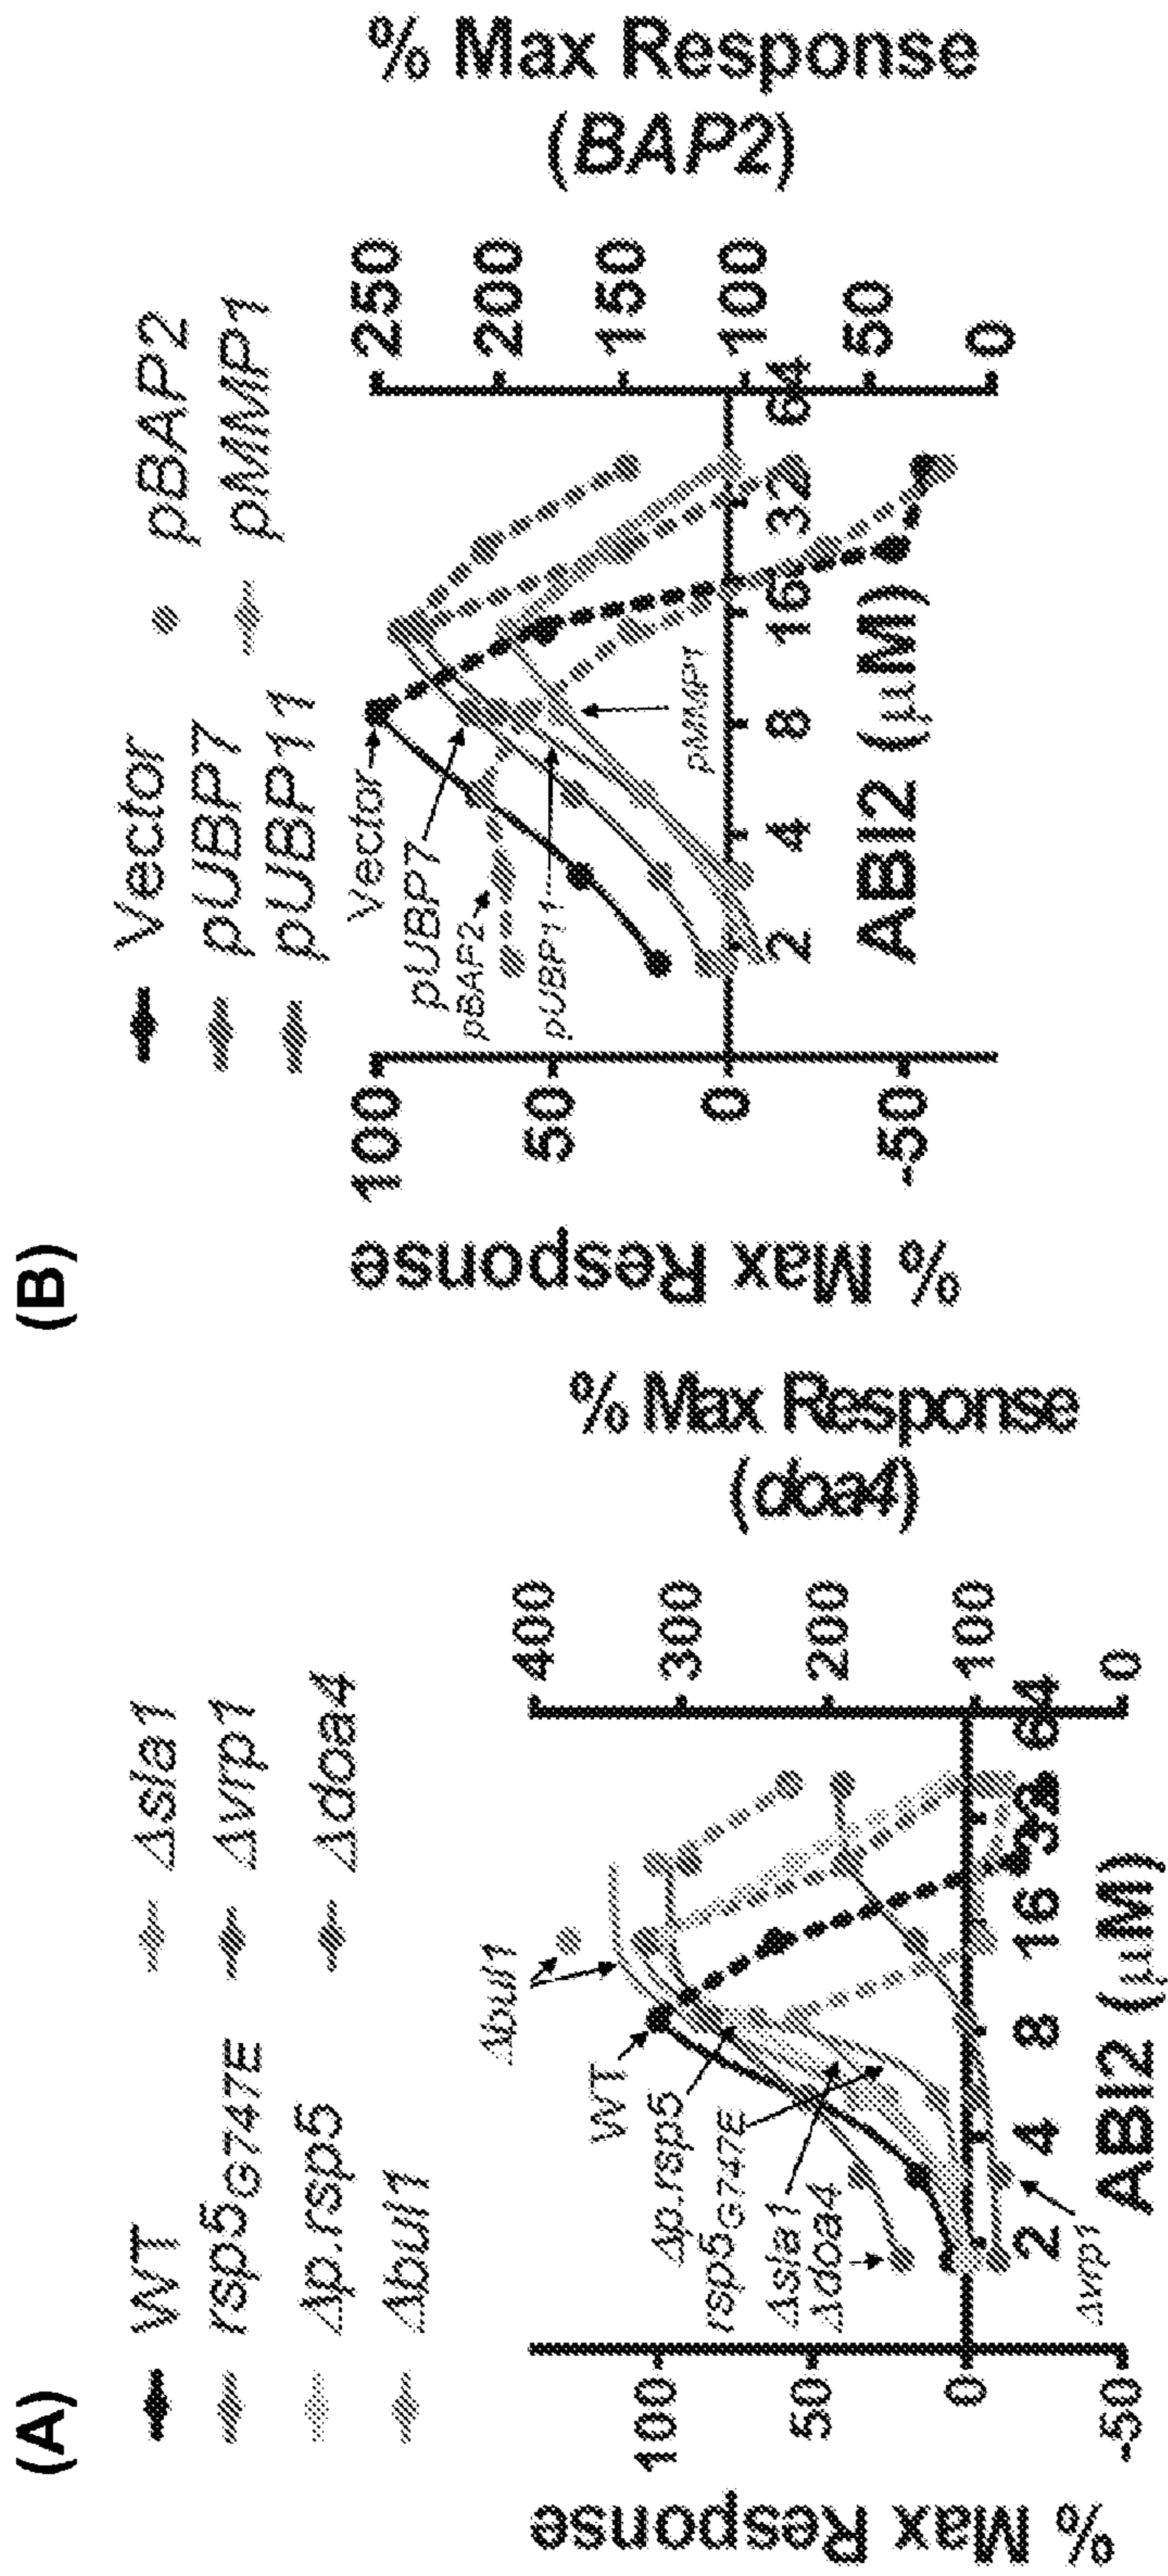 (A)
WT
Δsla1
rsp5G747E
Δvrp1
Δp.rsp5
Δdoa4
Δbul1
% Max Response
100
50
0
-50
Δbul1
WT
Δp.rsp5
rsp5G747E
Δsla1
Δdoa4
Δvrp1
2
4
8
16
32
64
ABI2 (μM)
400
300
200
100
0
% Max Response
(doa4)
(B)
Vector
pBAP2
pUBP7
pMMP1
pUBP11
% Max Response
100
50
0
-50
Vector
pUBP7
pBAP2
pUBP11
pMMP1
2
4
8
16
32
64
ABI2 (μM)
250
200
150
100
50
0
% Max Response
(BAP2)